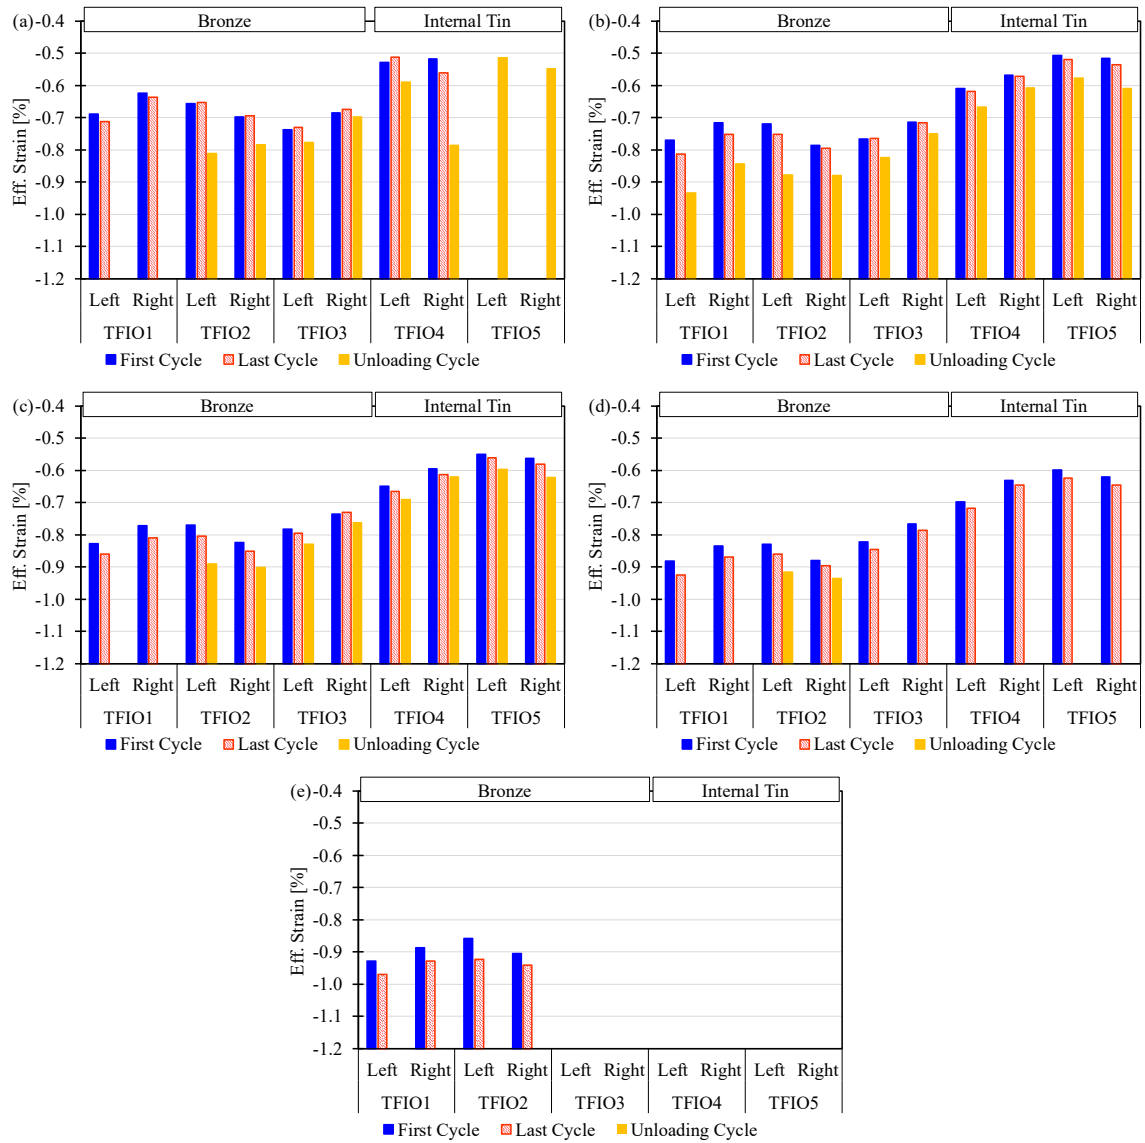 (a) Bronze Internal Tin
Eff. Strain [%]
-0.4
-0.5
-0.6
-0.7
-0.8
-0.9
-1.0
-1.1
-1.2
Left Right Left Right Left Right Left Right Left Right
TFIO1 TFIO2 TFIO3 TFIO4 TFIO5
First Cycle Last Cycle Unloading Cycle
(b) Bronze Internal Tin
Eff. Strain [%]
-0.4
-0.5
-0.6
-0.7
-0.8
-0.9
-1.0
-1.1
-1.2
Left Right Left Right Left Right Left Right Left Right
TFIO1 TFIO2 TFIO3 TFIO4 TFIO5
First Cycle Last Cycle Unloading Cycle
(c) Bronze Internal Tin
Eff. Strain [%]
-0.4
-0.5
-0.6
-0.7
-0.8
-0.9
-1.0
-1.1
-1.2
Left Right Left Right Left Right Left Right Left Right
TFIO1 TFIO2 TFIO3 TFIO4 TFIO5
First Cycle Last Cycle Unloading Cycle
(d) Bronze Internal Tin
Eff. Strain [%]
-0.4
-0.5
-0.6
-0.7
-0.8
-0.9
-1.0
-1.1
-1.2
Left Right Left Right Left Right Left Right Left Right
TFIO1 TFIO2 TFIO3 TFIO4 TFIO5
First Cycle Last Cycle Unloading Cycle
(e) Bronze Internal Tin
Eff. Strain [%]
-0.4
-0.5
-0.6
-0.7
-0.8
-0.9
-1.0
-1.1
-1.2
Left Right Left Right Left Right Left Right Left Right
TFIO1 TFIO2 TFIO3 TFIO4 TFIO5
First Cycle Last Cycle Unloading Cycle